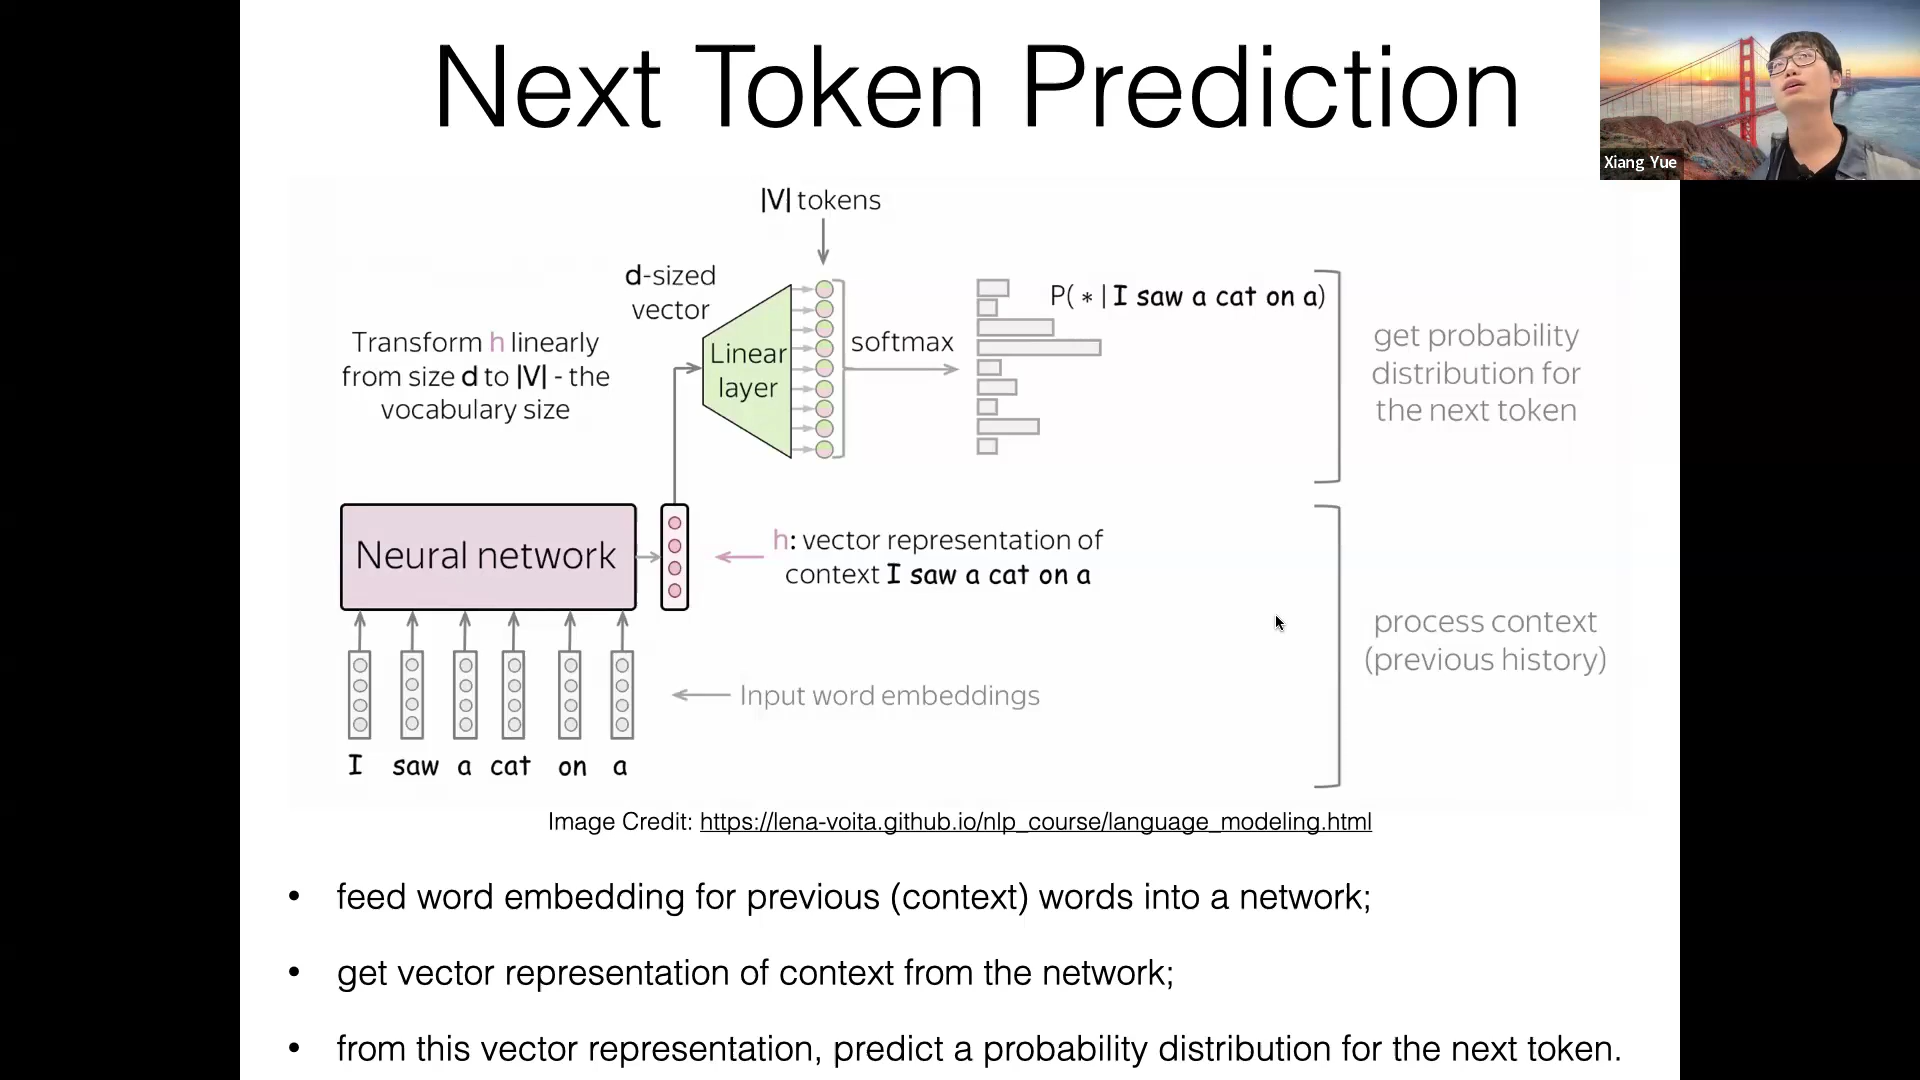 Next Token Prediction
Xiang Yue
|V| tokens
d-sized
vector
Transform h linearly
from size d to |V| - the
vocabulary size
Linear
layer
softmax
P( * | I saw a cat on a)
get probability
distribution for
the next token
Neural network
h: vector representation of
context I saw a cat on a
process context
(previous history)
Input word embeddings
I saw a cat on a
Image Credit: https://lena-voita.github.io/nlp_course/language_modeling.html
• feed word embedding for previous (context) words into a network;
• get vector representation of context from the network;
• from this vector representation, predict a probability distribution for the next token.